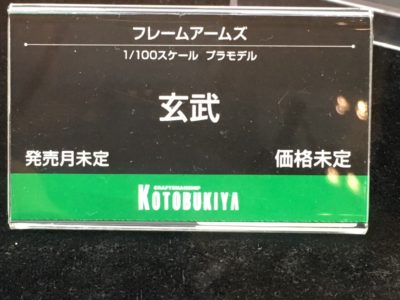 フレームアームズ
1/100スケール プラモデル
玄武
発売月未定 価格未定
CRAFTSMANSHIP
KOTOBUKIYA